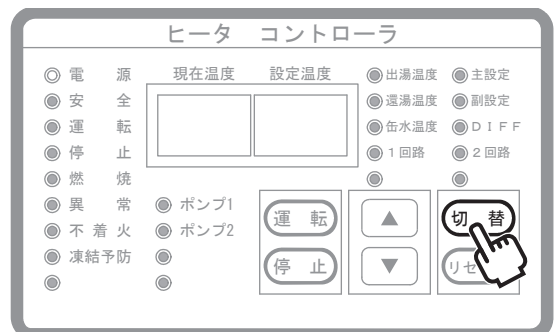 ヒータ コントローラ
電 源
安 全
運 転
停 止
燃 焼
異 常
不 着 火
凍結予防
ポンプ1
ポンプ2
現在温度 設定温度
出湯温度
還湯温度
缶水温度
1回路
主設定
副設定
DIFF
2回路
運 転
停 止
▲
▼
切 替
リセ